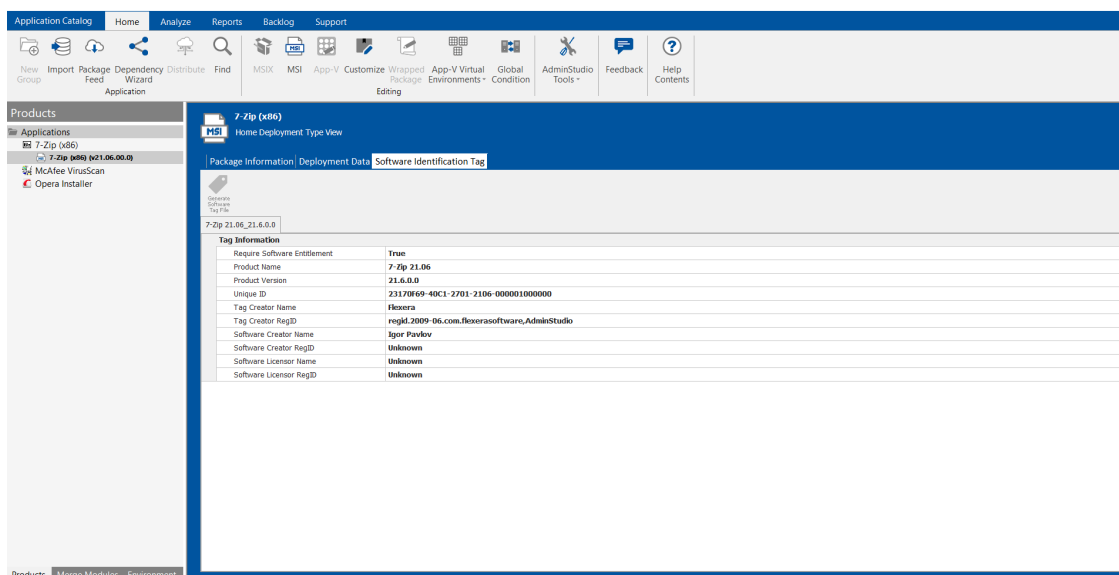 Application Catalog Home Analyze Reports Backlog Support
New Group Import Package Feed Dependency Wizard Distribute Find MSIX MSI App-V Customize Wrapped Package App-V Virtual Environments Global Condition AdminStudio Tools Feedback Help Contents
Application Editing
Products
Applications
7-Zip (x86)
7-Zip (x86) (v21.06.00.0)
McAfee VirusScan
Opera Installer
MSI
7-Zip (x86)
Home Deployment Type View
Package Information Deployment Data Software Identification Tag
Generate
Software
Tag File
7-Zip 21.06_21.6.0.0
Tag Information
Require Software Entitlement True
Product Name 7-Zip 21.06
Product Version 21.6.0.0
Unique ID 23170F69-40C1-2701-2106-000001000000
Tag Creator Name Flexera
Tag Creator RegID regid.2009-06.com.flexerasoftware,AdminStudio
Software Creator Name Igor Pavlov
Software Creator RegID Unknown
Software Licensor Name Unknown
Software Licensor RegID Unknown
Products Merge Modules Environment